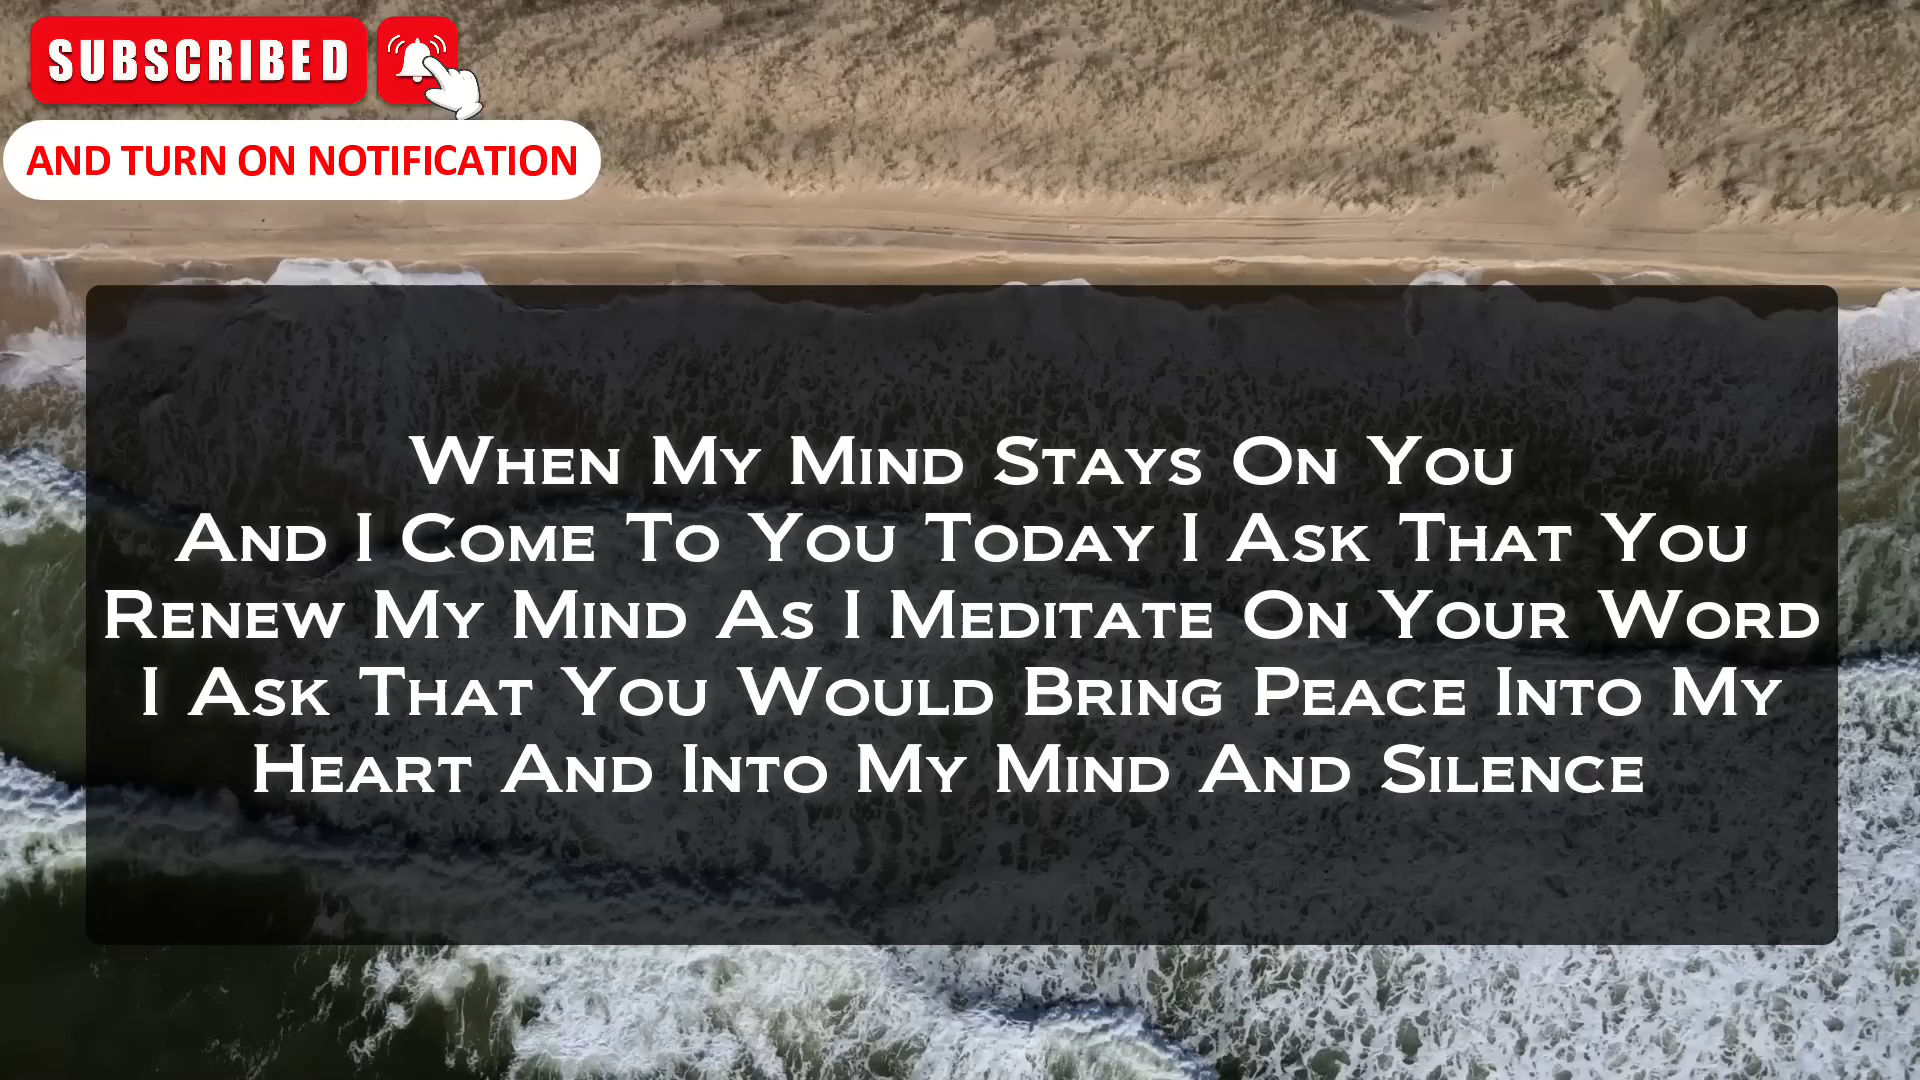 SUBSCRIBED
AND TURN ON NOTIFICATION
When My Mind Stays On You
And I Come To You Today I Ask That You
Renew My Mind As I Meditate On Your Word
I Ask That You Would Bring Peace Into My
Heart And Into My Mind And Silence